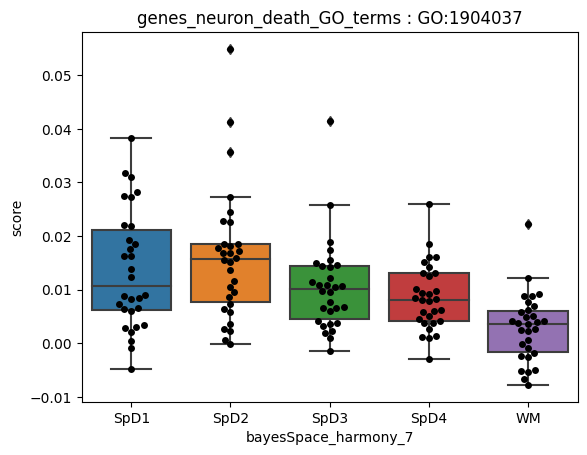 genes_neuron_death_GO_terms : GO:1904037
score
0.05
0.04
0.03
0.02
0.01
0.00
−0.01
SpD1 SpD2 SpD3 SpD4 WM
bayesSpace_harmony_7